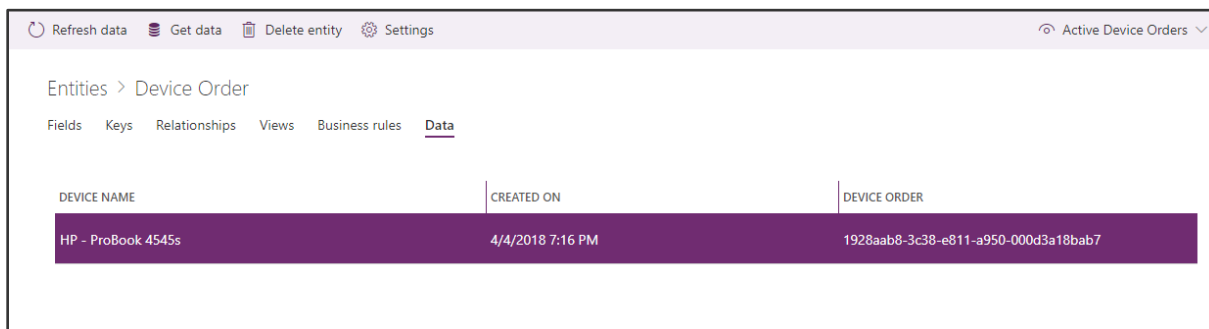 Refresh data Get data Delete entity Settings Active Device Orders
Entities > Device Order
Fields Keys Relationships Views Business rules Data
DEVICE NAME CREATED ON DEVICE ORDER
HP - ProBook 4545s 4/4/2018 7:16 PM 1928aab8-3c38-e811-a950-000d3a18bab7